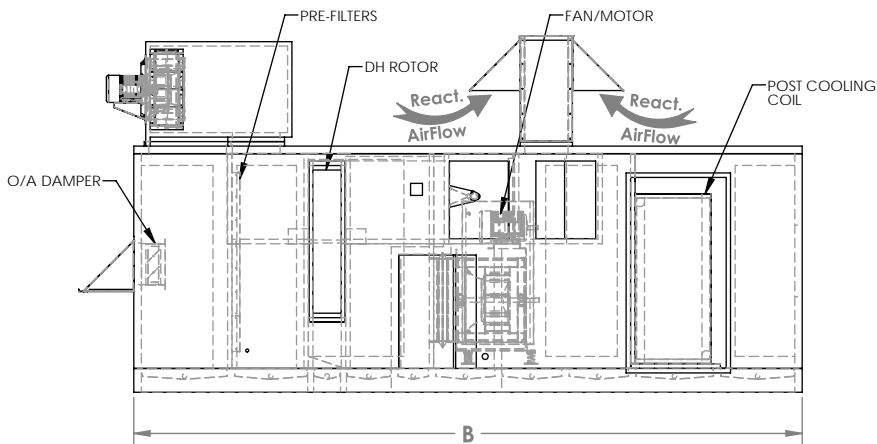 PRE-FILTERS
FAN/MOTOR
DH ROTOR
POST COOLING
COIL
React.
AirFlow
React.
AirFlow
O/A DAMPER
B